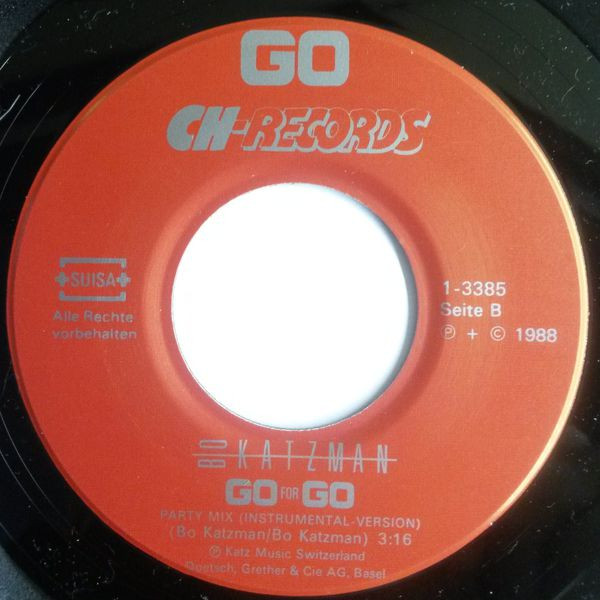 GO
CH-RECORDS
SUISA
Alle Rechte
vorbehalten
1-3385
Seite B
Ⓟ + © 1988
BO KATZMAN
GO FOR GO
PARTY MIX (INSTRUMENTAL-VERSION)
(Bo Katzman/Bo Katzman) 3:16
Ⓟ Katz Music Switzerland
Doetsch, Grether & Cie AG, Basel